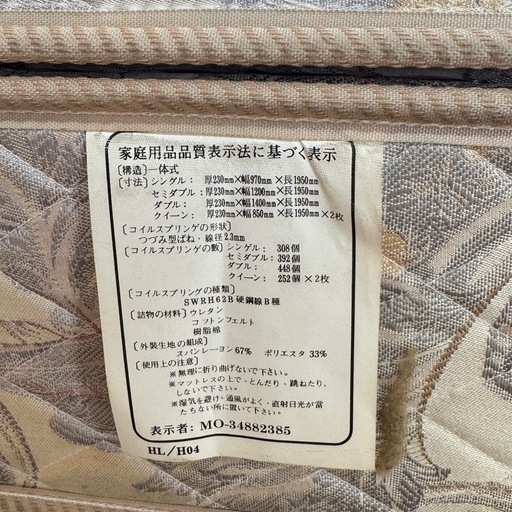 家庭用品品質表示法に基づく表示
〔構造〕一体式
〔寸法〕シングル：厚230mm×幅970mm×長1950mm
セミダブル：厚230mm×幅1200mm×長1950mm
ダブル：厚230mm×幅1400mm×長1950mm
クイーン：厚230mm×幅850mm×長1950mm×2枚
〔コイルスプリングの形状〕
つづみ型ばね、線径2.3mm
〔コイルスプリングの数〕シングル：308個
セミダブル：392個
ダブル：448個
クイーン：252個×2枚
〔コイルスプリングの種類〕
SWRH62B硬鋼線B種
〔詰物の材料〕ウレタン
コットンフェルト
樹脂綿
〔外装生地の組成〕
スパンレーヨン67% ポリエステ33%
〔使用上の注意〕
※無理に折り曲げないで下さい。
※マットレスの上で、とんだり、跳ねたり、
しないで下さい。
※湿気を避け、通風がよく、直射日光が当
たらない所に置いて下さい。
表示者：MO-34882385
HL/H04